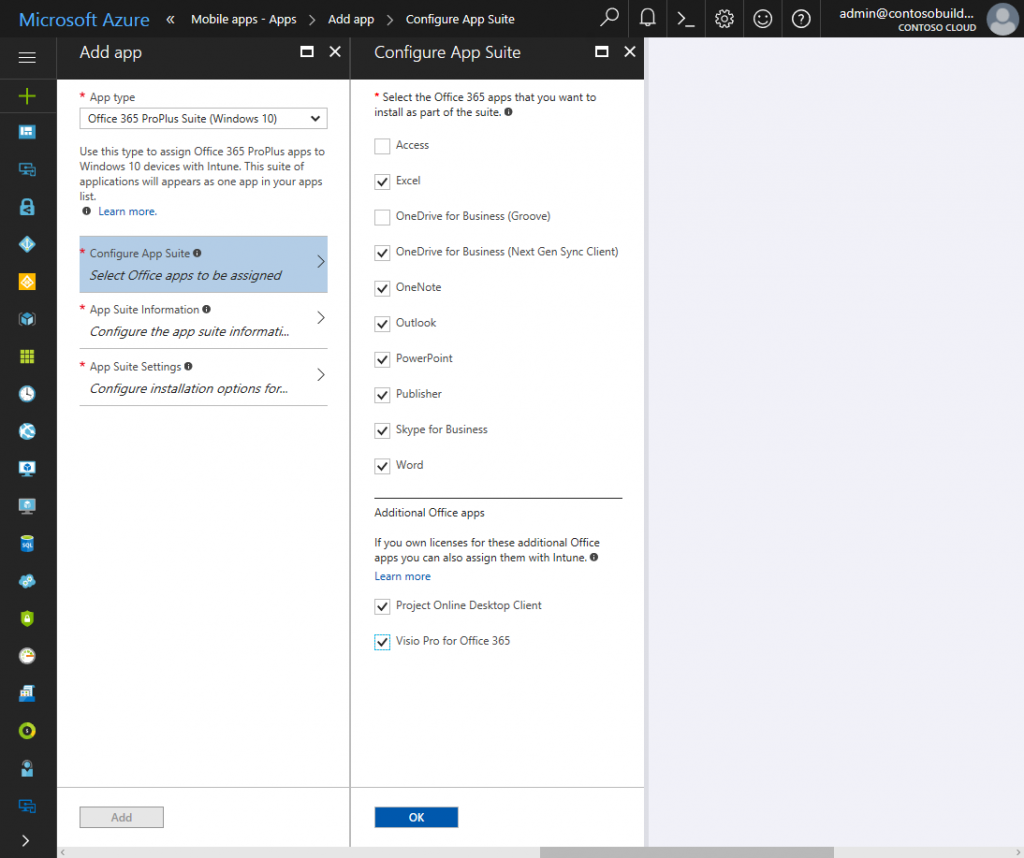 Microsoft Azure « Mobile apps - Apps > Add app > Configure App Suite
admin@contosobuild...
CONTOSO CLOUD
Add app
* App type
Office 365 ProPlus Suite (Windows 10)
Use this type to assign Office 365 ProPlus apps to
Windows 10 devices with Intune. This suite of
applications will appears as one app in your apps
list.
Learn more.
* Configure App Suite
Select Office apps to be assigned
* App Suite Information
Configure the app suite informati...
* App Suite Settings
Configure installation options for...
Add
Configure App Suite
* Select the Office 365 apps that you want to
install as part of the suite.
Access
Excel
OneDrive for Business (Groove)
OneDrive for Business (Next Gen Sync Client)
OneNote
Outlook
PowerPoint
Publisher
Skype for Business
Word
Additional Office apps
If you own licenses for these additional Office
apps you can also assign them with Intune.
Learn more
Project Online Desktop Client
Visio Pro for Office 365
OK
SQL